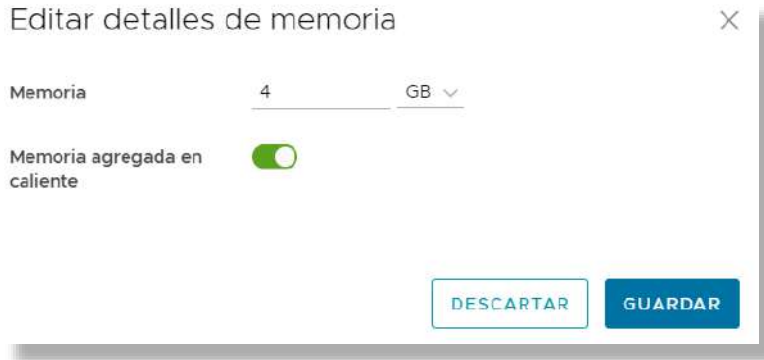 Editar detalles de memoria
Memoria 4 GB
Memoria agregada en
caliente
DESCARTAR GUARDAR